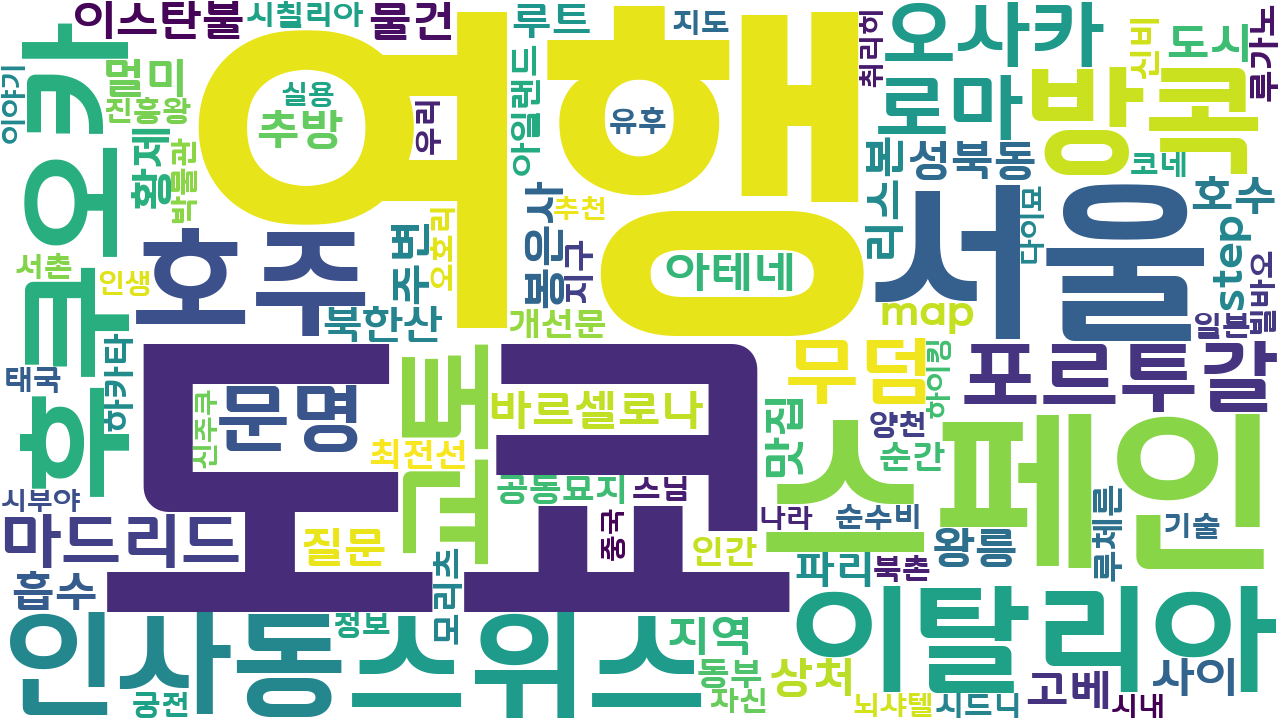 이스탄불
시칠리아
물건
루트
지도
취리히
오사카
신비
도시
루가노
이야기
후쿠오카
멀미
진흥왕
여행
실용
추방
우리
아일랜드
유후
로마
방콕
황제
박물관
리스본
성북동
코네
호수
서촌
인생
호주
주변
오호리
봉은사
추천
지구
아테네
서울
다이묘
step
빌바오
북한산
개선문
map
일본
태국
하카타
도쿄
교토
무덤
하이킹
포르투갈
신주쿠
문명
바르셀로나
최전선
맛집
양천
순간
스페인
시부야
마드리드
질문
공동묘지
스님
중국
나라
순수비
인간
왕릉
루체른
기술
흡수
모리츠
파리
북촌
인사동
정보
스위스
지역
이탈리아
동부
상처
고베
사이
궁전
자신
뇌샤텔
시드니
시내